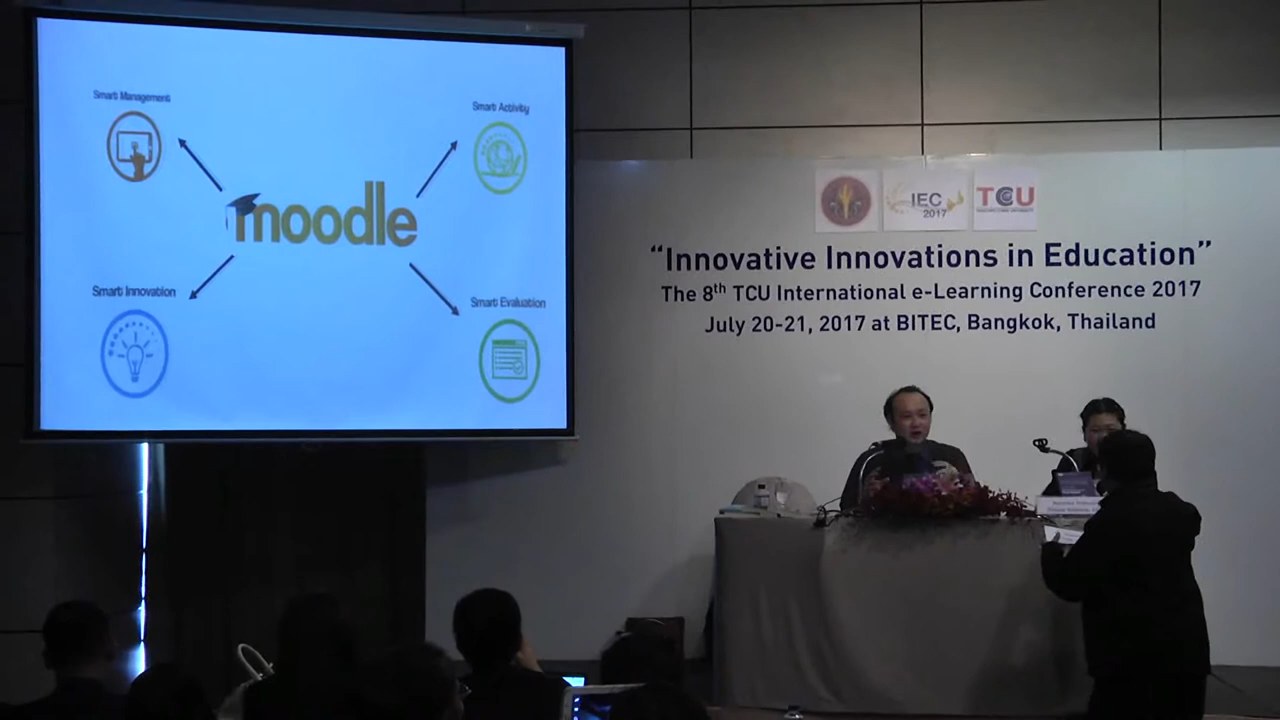 Smart Management
Smart Activity
moodle
Smart Innovation
Smart Evaluation
IEC
2017
TCU
“Innovative Innovations in Education”
The 8th TCU International e-Learning Conference 2017
July 20-21, 2017 at BITEC, Bangkok, Thailand